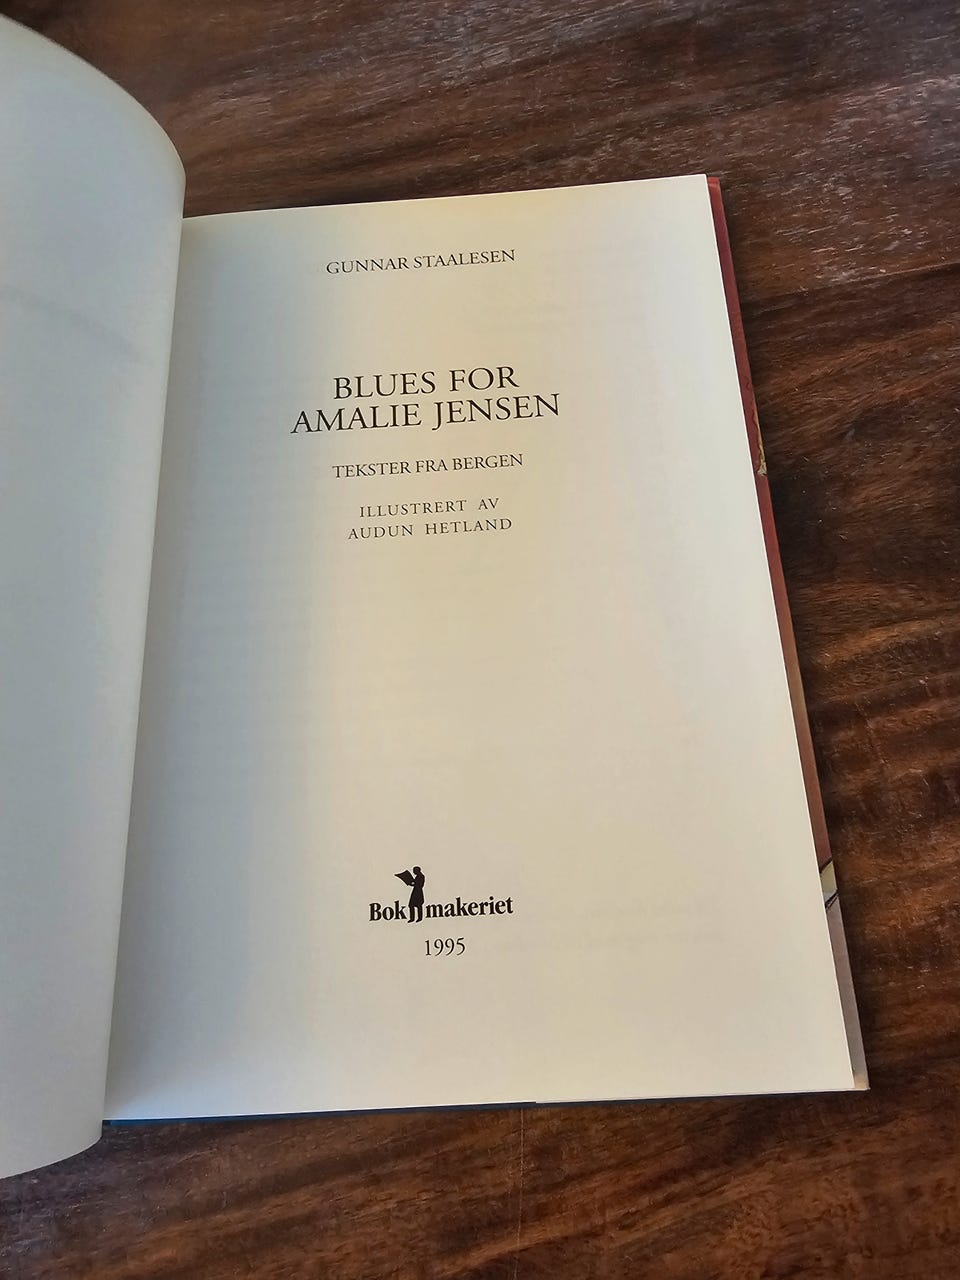 GUNNAR STAALESEN
BLUES FOR
AMALIE JENSEN
TEKSTER FRA BERGEN
ILLUSTRERT AV
AUDUN HETLAND
Bokmakeriet
1995